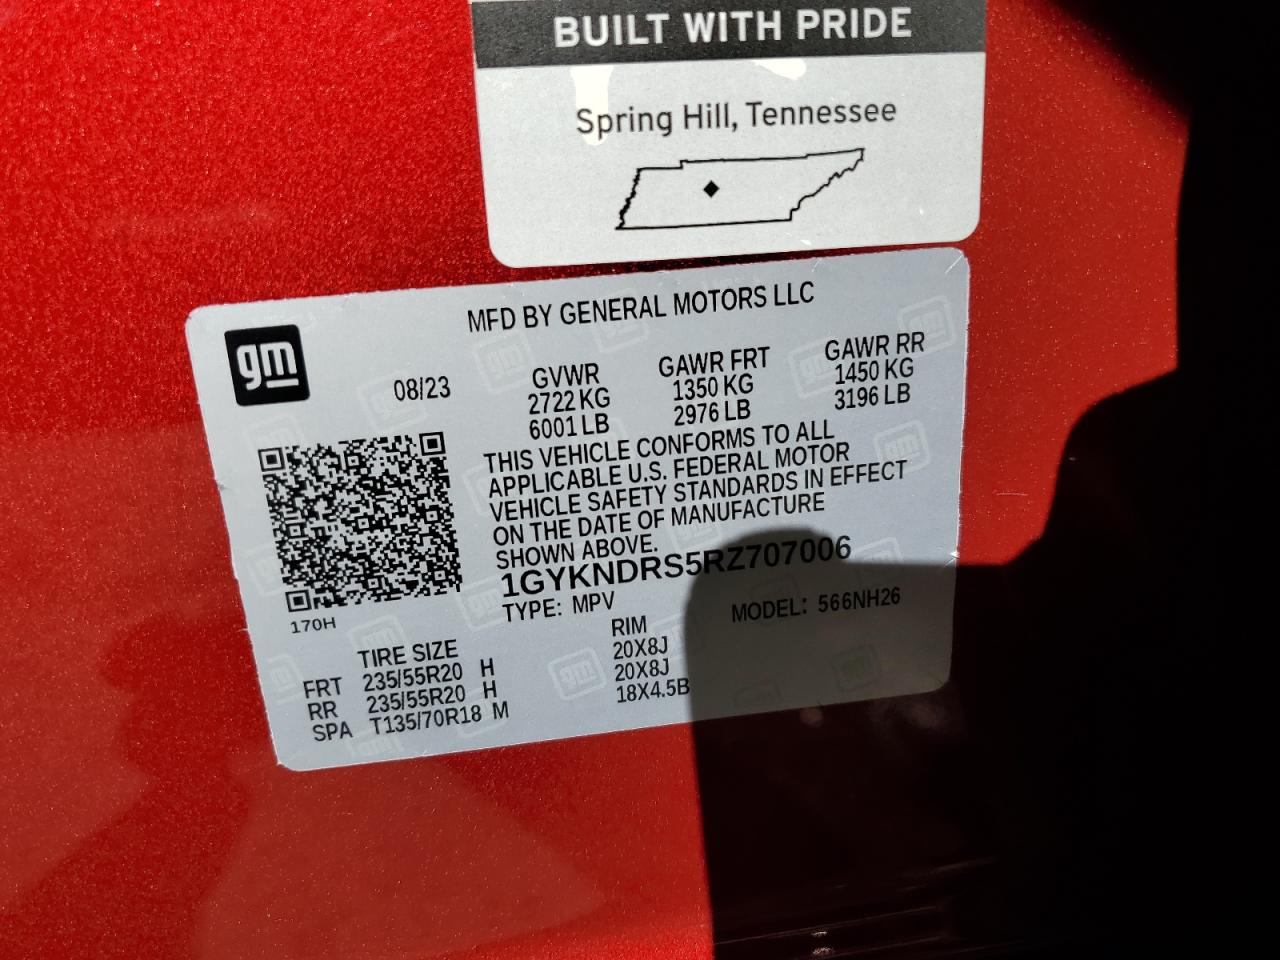 BUILT WITH PRIDE
Spring Hill, Tennessee
MFD BY GENERAL MOTORS LLC
gm
08/23
GVWR GAWR FRT GAWR RR
2722 KG 1350 KG 1450 KG
6001 LB 2976 LB 3196 LB
THIS VEHICLE CONFORMS TO ALL
APPLICABLE U.S. FEDERAL MOTOR
VEHICLE SAFETY STANDARDS IN EFFECT
ON THE DATE OF MANUFACTURE
SHOWN ABOVE.
1GYKNDRS5RZ707006
TYPE: MPV MODEL: 566NH26
170H
TIRE SIZE RIM
FRT 235/55R20 H 20X8J
RR 235/55R20 H 20X8J
SPA T135/70R18 M 18X4.5B